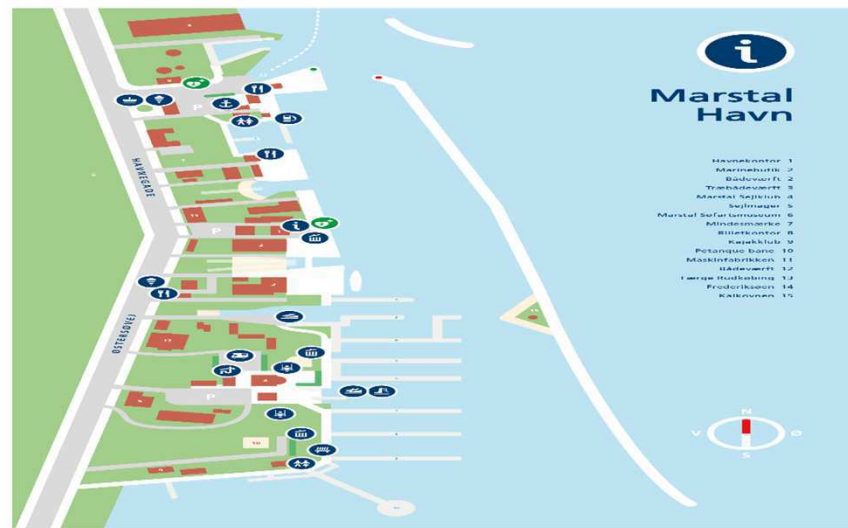 i
Marstal
Havn
Havnekontor 1
Marinebutik 2
Bådeværft 2
Træbådeværft 3
Marstal Sejlklub 4
Sejlmager 5
Marstal Søfartsmuseum 6
Mindesmærke 7
Billetkontor 8
Kajakklub 9
Petanque bane 10
Maskinfabrikken 11
Bådeværft 12
Færge Rudkøbing 13
Frederiksøen 14
Kalkovnen 15
HAVNEGADE
ØSTERSØVEJ
P
P
P
N
V
Ø
S